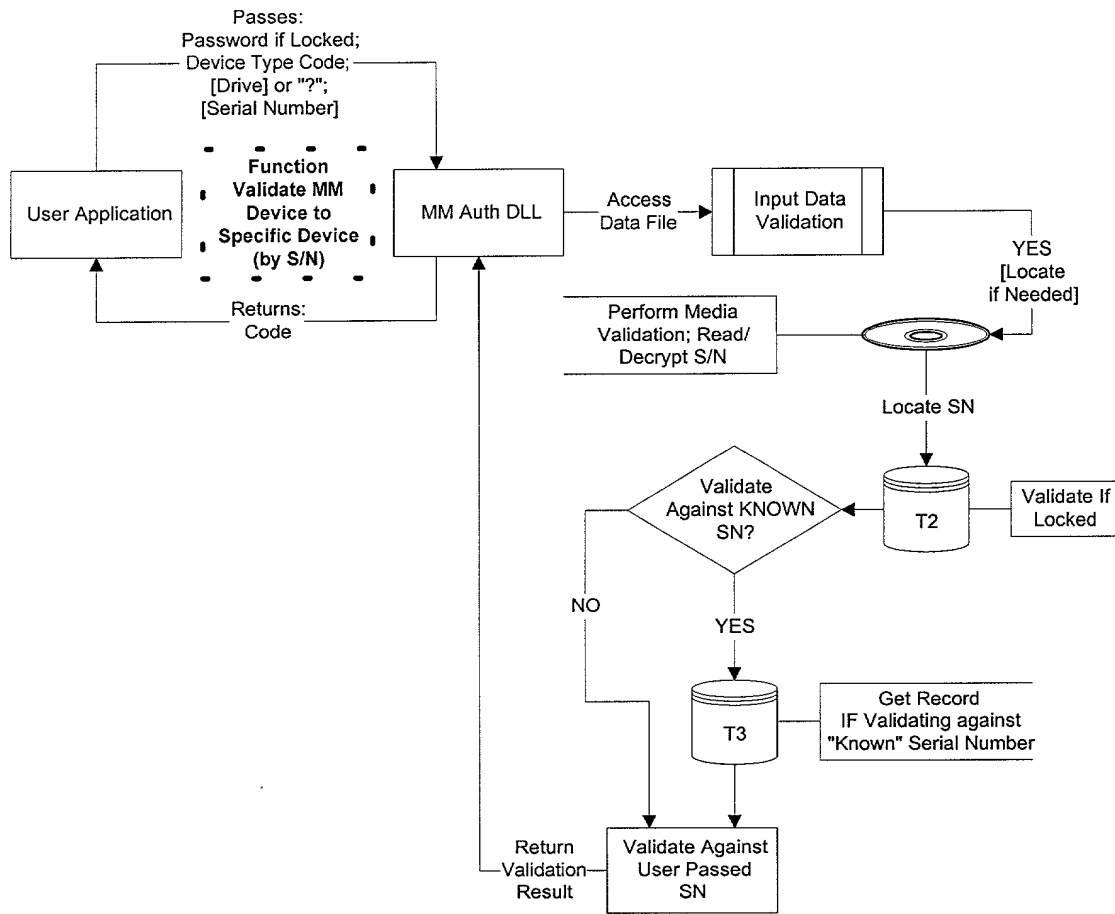 Passes:
Password if Locked;
Device Type Code;
[Drive] or "?";
[Serial Number]
Function
Validate MM
Device to
Specific Device
(by S/N)
User Application
MM Auth DLL
Access
Data File
Input Data
Validation
YES
[Locate
if Needed]
Returns:
Code
Perform Media
Validation; Read/
Decrypt S/N
Locate SN
Validate
Against KNOWN
SN?
T2
Validate If
Locked
NO
YES
T3
Get Record
IF Validating against
"Known" Serial Number
Return
Validation
Result
Validate Against
User Passed
SN